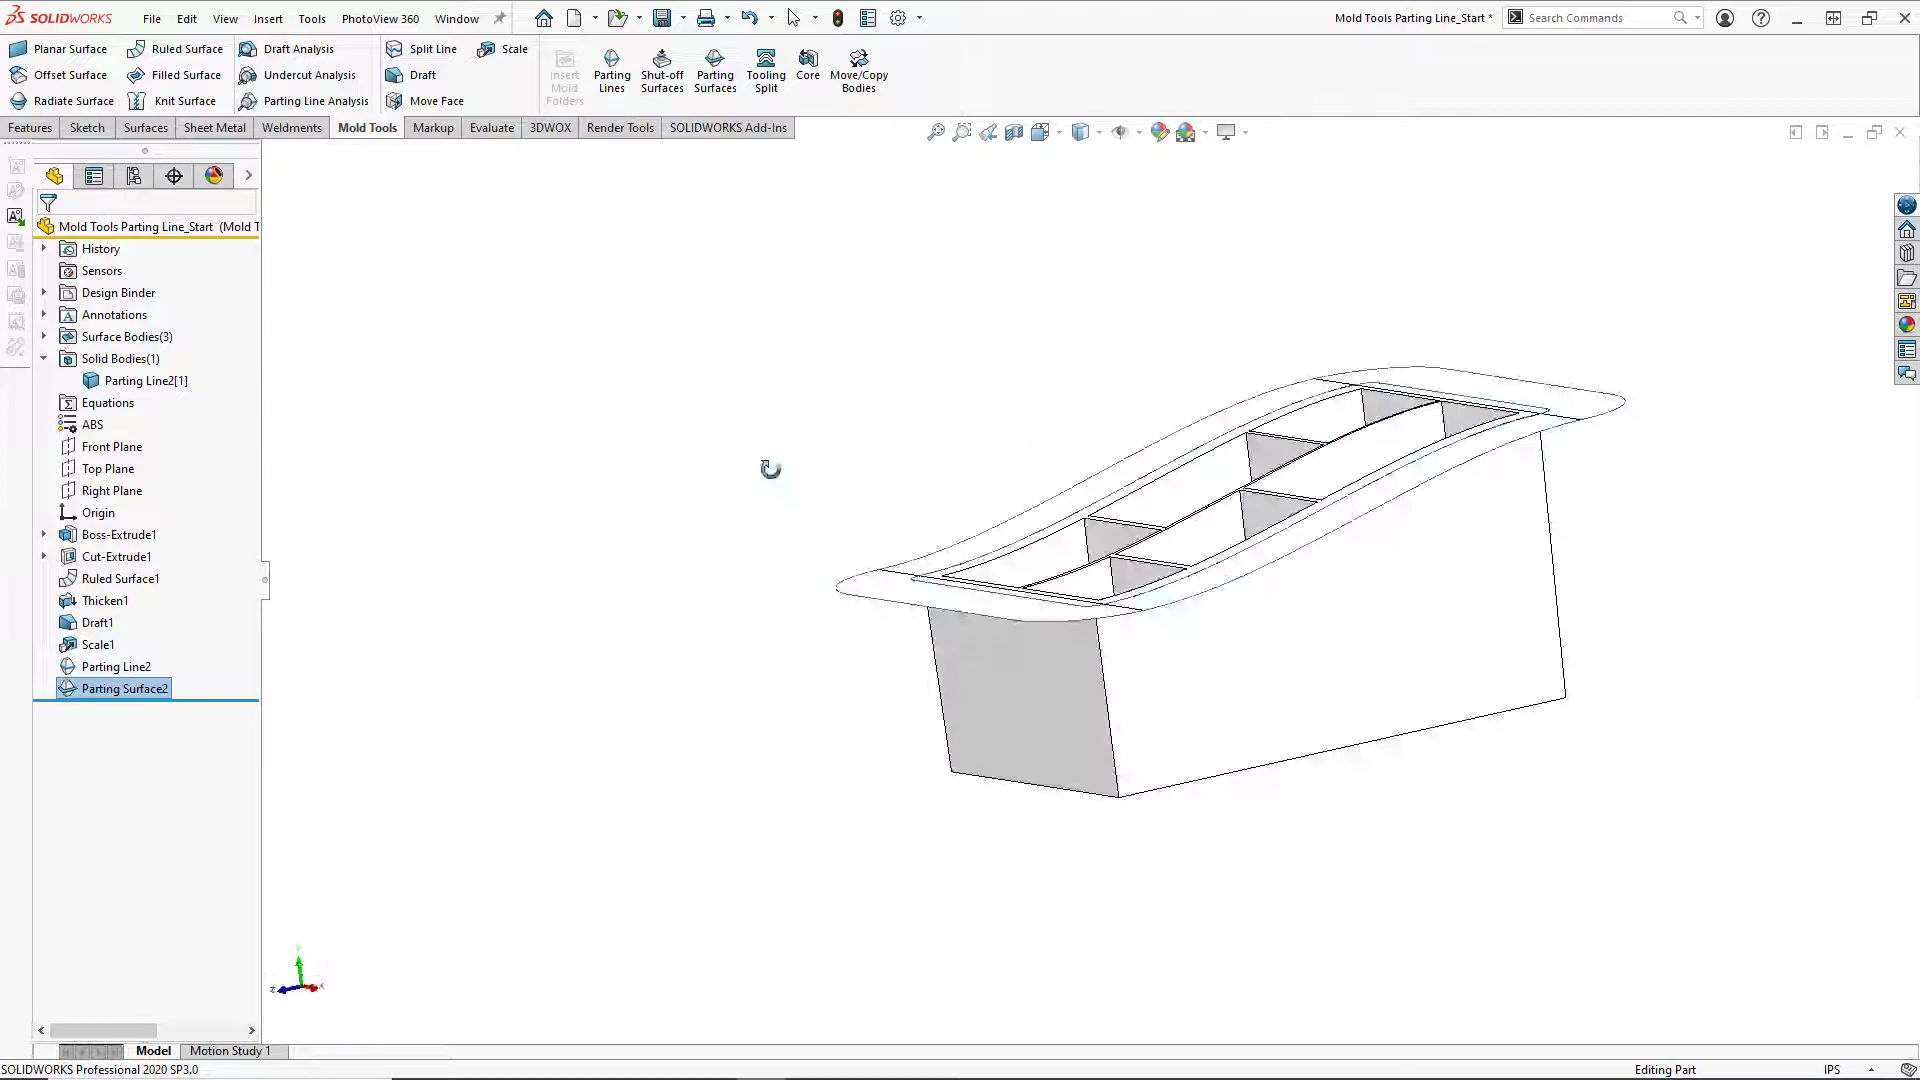 SOLIDWORKS File Edit View Insert Tools PhotoView 360 Window Mold Tools Parting Line_Start * Search Commands
Planar Surface Ruled Surface Draft Analysis Split Line Scale
Offset Surface Filled Surface Undercut Analysis Draft
Radiate Surface Knit Surface Parting Line Analysis Move Face
Insert Mold Folders
Parting Lines
Shut-off Surfaces
Parting Surfaces
Tooling Split
Core
Move/Copy Bodies
Features Sketch Surfaces Sheet Metal Weldments Mold Tools Markup Evaluate 3DWOX Render Tools SOLIDWORKS Add-Ins
Mold Tools Parting Line_Start (Mold T
History
Sensors
Design Binder
Annotations
Surface Bodies(3)
Solid Bodies(1)
Parting Line2[1]
Equations
ABS
Front Plane
Top Plane
Right Plane
Origin
Boss-Extrude1
Cut-Extrude1
Ruled Surface1
Thicken1
Draft1
Scale1
Parting Line2
Parting Surface2
Y
Z X
Model Motion Study 1
SOLIDWORKS Professional 2020 SP3.0 Editing Part IPS